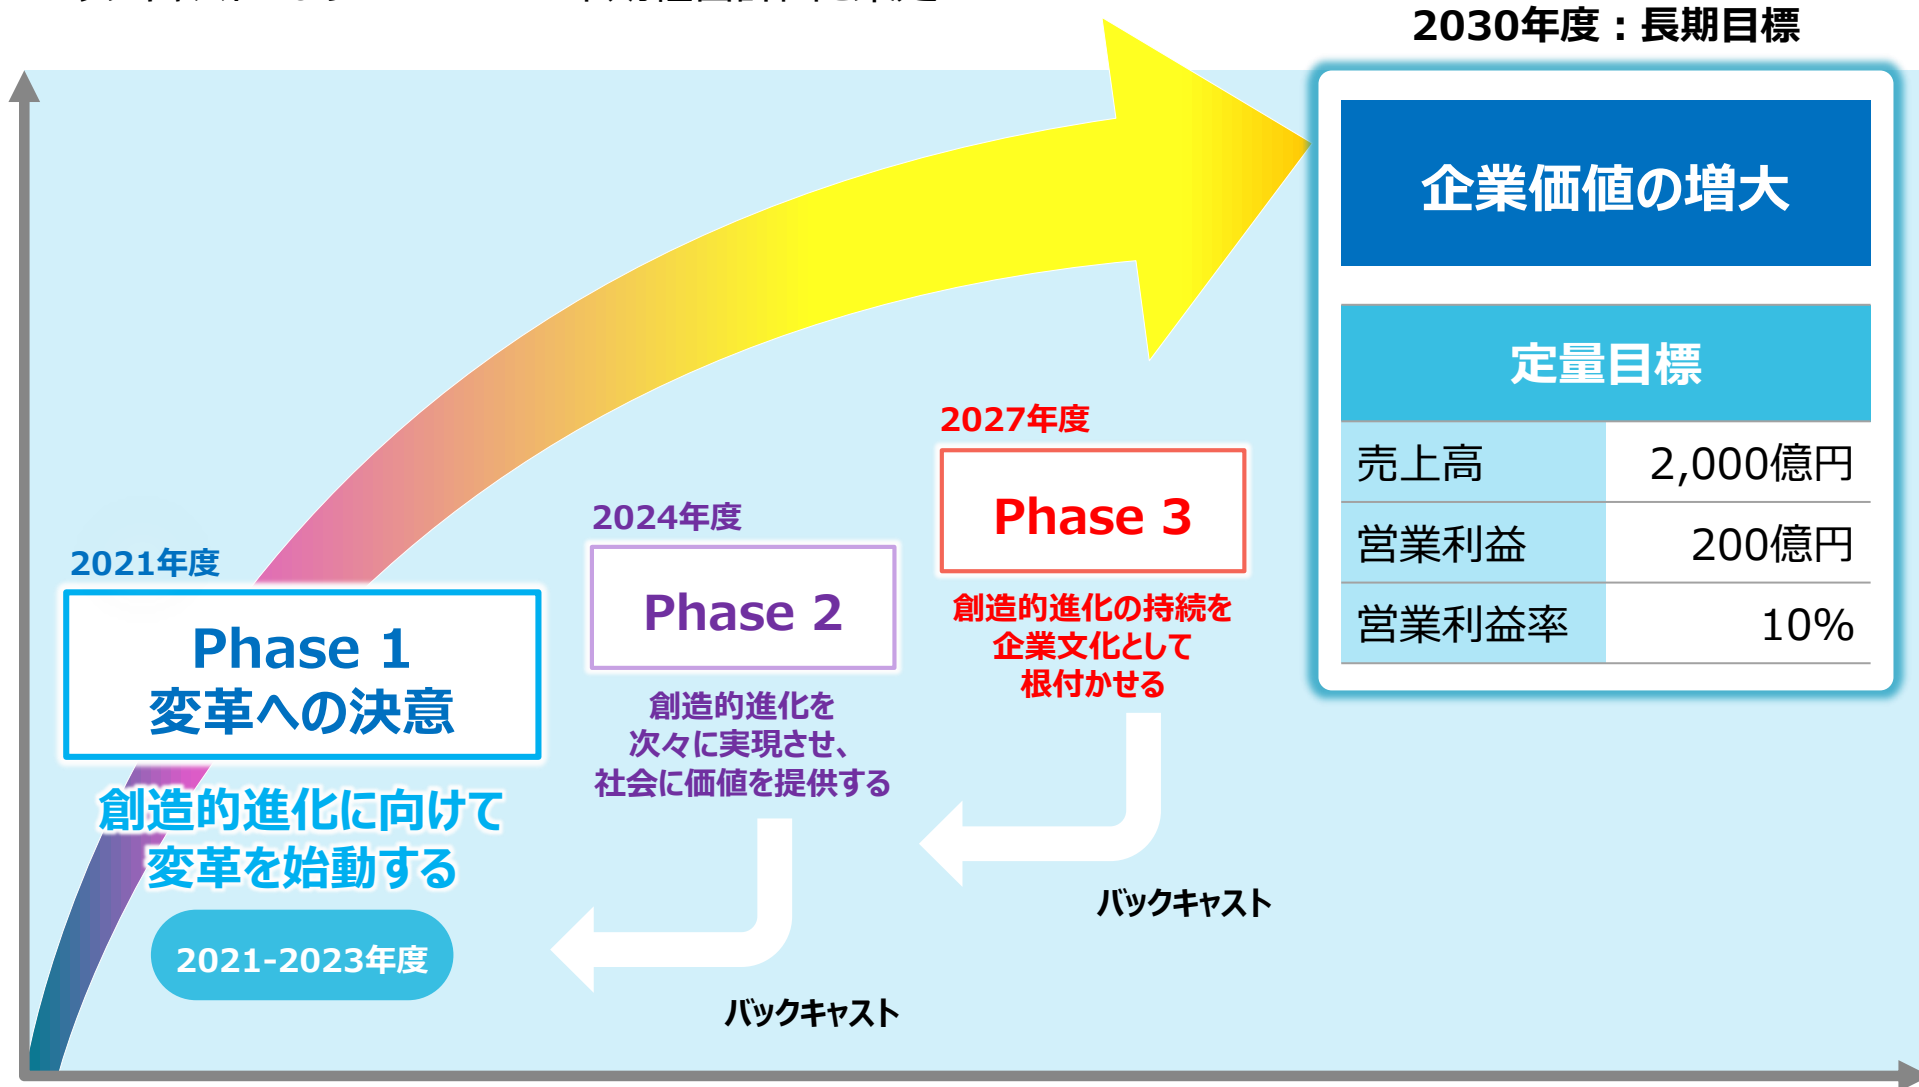 2030年度：長期目標
企業価値の増大
定量目標
売上高 2,000億円
営業利益 200億円
営業利益率 10%
2027年度
Phase 3
創造的進化の持続を
企業文化として
根付かせる
2024年度
Phase 2
創造的進化を
次々に実現させ、
社会に価値を提供する
2021年度
Phase 1
変革への決意
創造的進化に向けて
変革を始動する
2021-2023年度
バックキャスト
バックキャスト